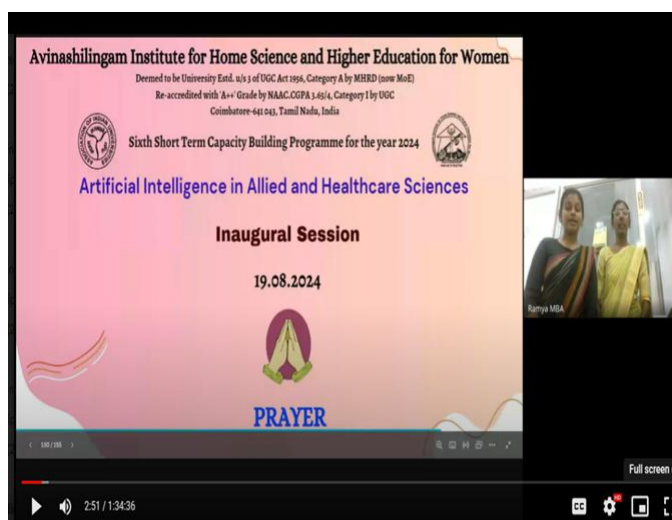 Avinashilingam Institute for Home Science and Higher Education for Women
Deemed to be University Estd. u/s 3 of UGC Act 1956, Category A by MHRD (now MoE)
Re-accredited with 'A++' Grade by NAAC.CGPA 3.65/4, Category I by UGC
Coimbatore-641 043, Tamil Nadu, India
Sixth Short Term Capacity Building Programme for the year 2024
Artificial Intelligence in Allied and Healthcare Sciences
Inaugural Session
19.08.2024
PRAYER
Ramya MBA
Full screen
2:51 / 1:34:36
CC
HD